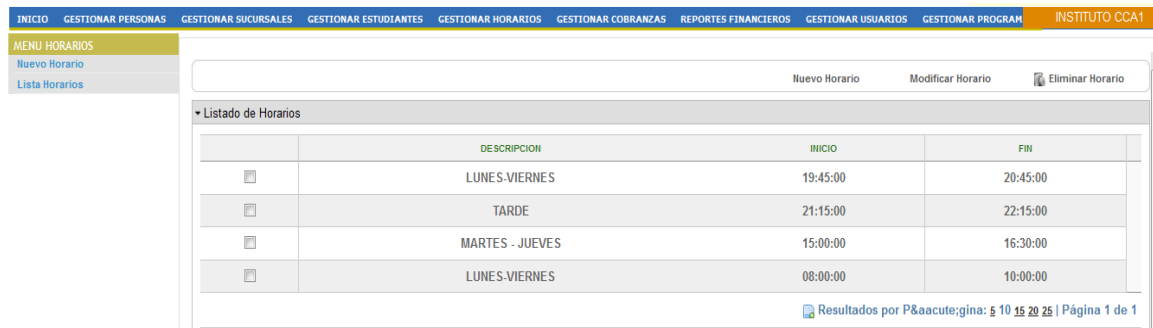 INICIO GESTIONAR PERSONAS GESTIONAR SUCURSALES GESTIONAR ESTUDIANTES GESTIONAR HORARIOS GESTIONAR COBRANZAS REPORTES FINANCIEROS GESTIONAR USUARIOS GESTIONAR PROGRAM INSTITUTO CCA1
MENU HORARIOS
Nuevo Horario
Lista Horarios
Nuevo Horario Modificar Horario Eliminar Horario
Listado de Horarios
DESCRIPCION INICIO FIN
LUNES-VIERNES 19:45:00 20:45:00
TARDE 21:15:00 22:15:00
MARTES - JUEVES 15:00:00 16:30:00
LUNES-VIERNES 08:00:00 10:00:00
Resultados por P&aacute;gina: 5 10 15 20 25 | Página 1 de 1